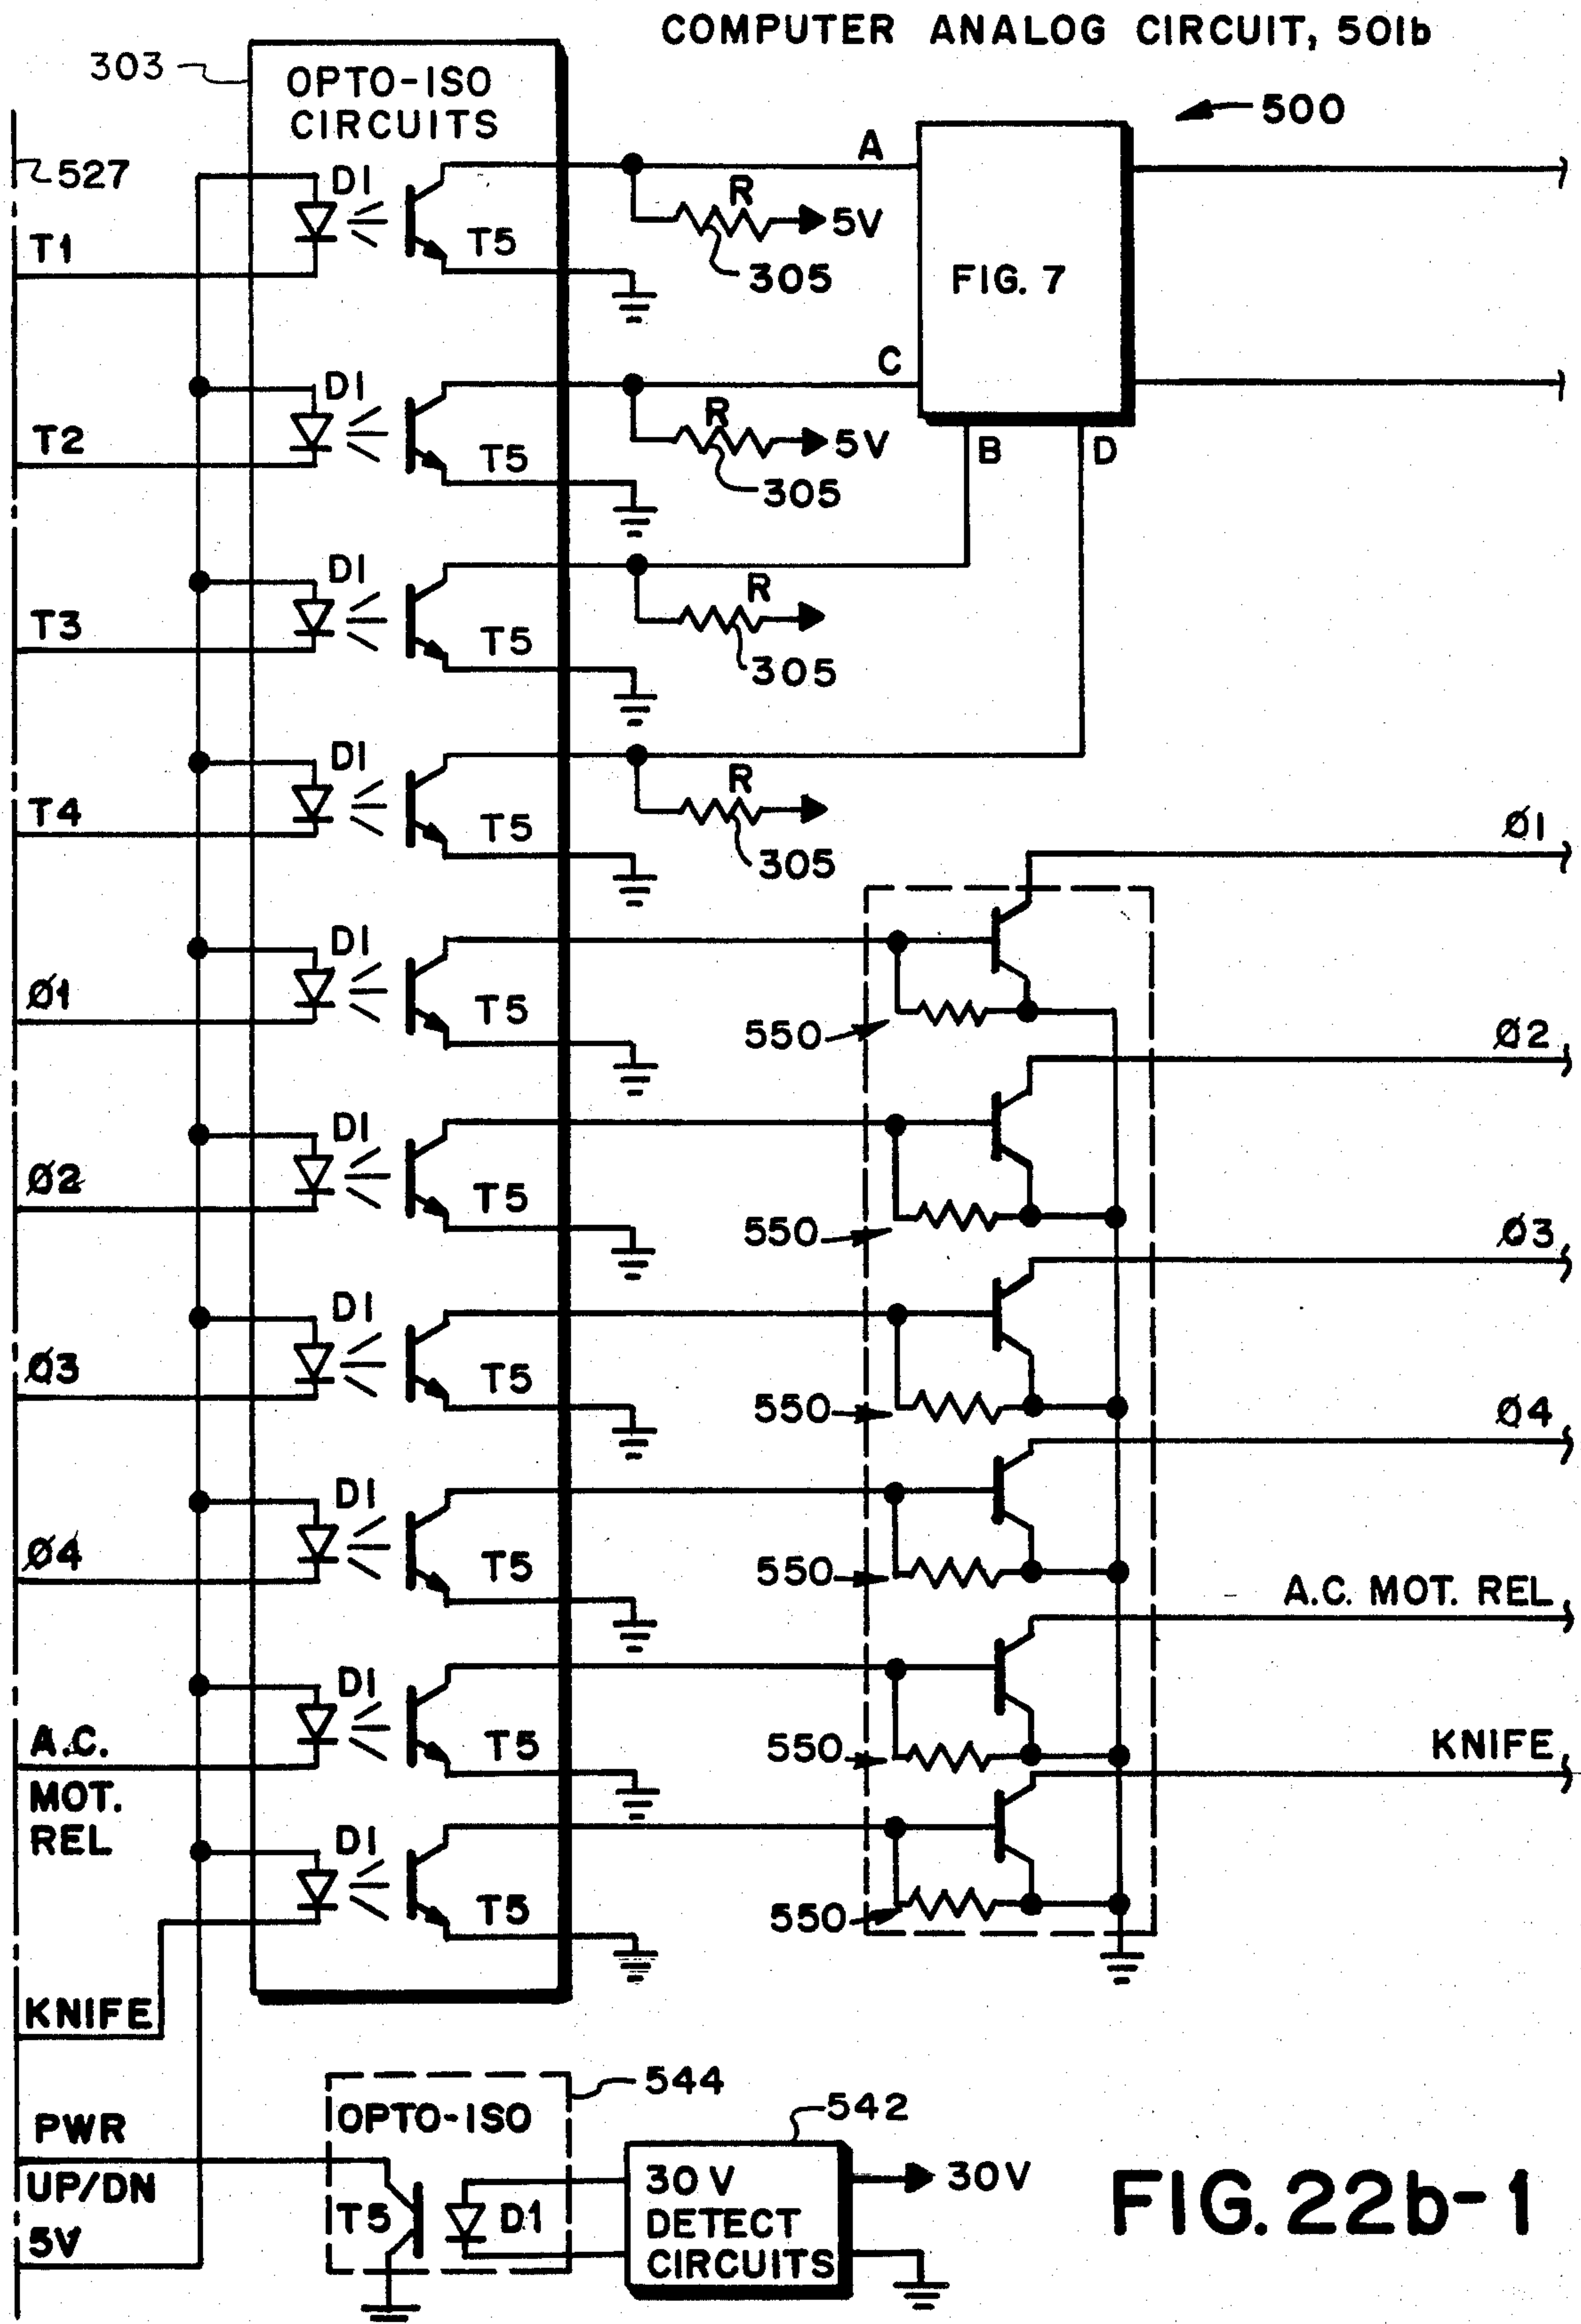 COMPUTER ANALOG CIRCUIT, 501b
303
OPTO-ISO
CIRCUITS
500
527
D1
T5
A
R
5V
305
FIG. 7
T1
D1
T5
C
R
5V
305
B
D
T2
D1
T5
R
305
T3
D1
T5
R
305
T4
Ø1
D1
T5
550
Ø1
Ø2
D1
T5
550
Ø2
Ø3
D1
T5
550
Ø3
Ø4
D1
T5
550
Ø4
A.C. MOT. REL
D1
T5
550
A.C.
MOT.
REL
KNIFE
D1
T5
550
KNIFE
544
OPTO-ISO
542
PWR
UP/DN
T5
D1
30V
DETECT
CIRCUITS
30V
5V
FIG. 22b-1